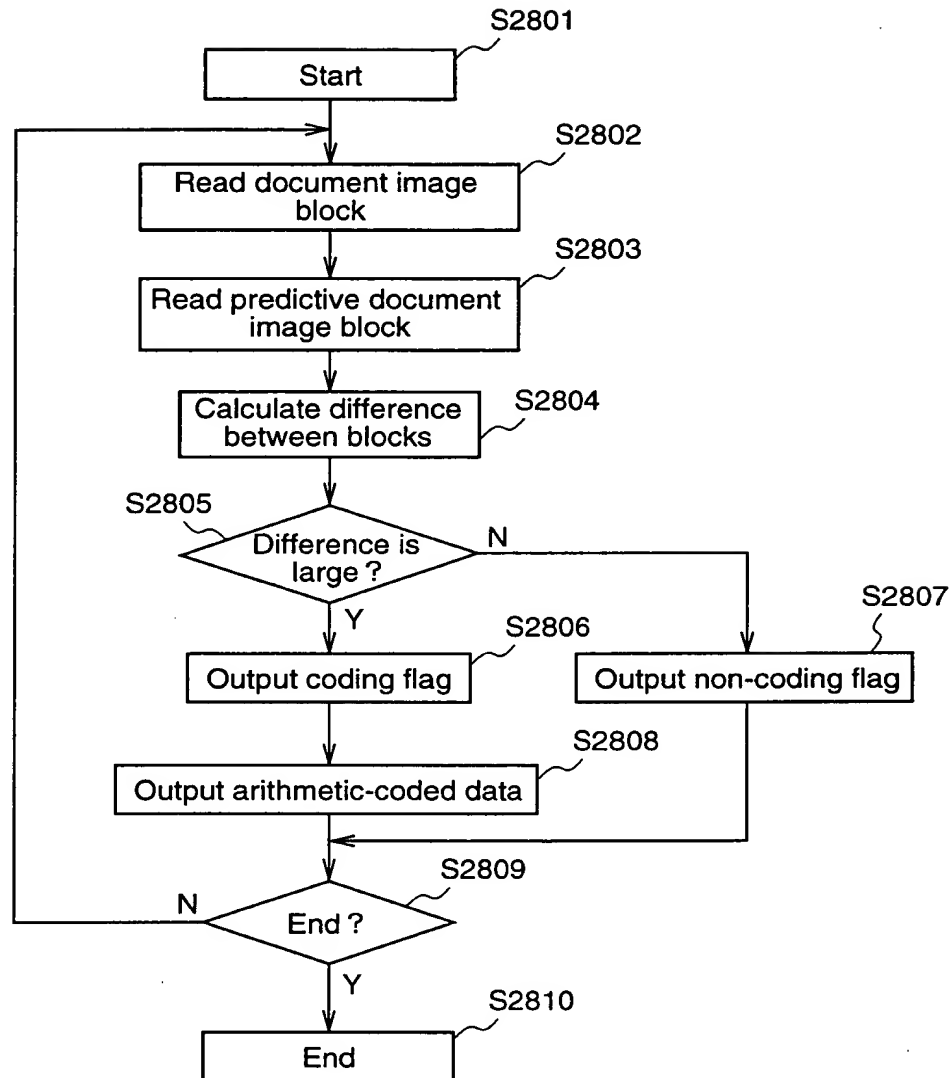 S2801
Start
S2802
Read document image
block
S2803
Read predictive document
image block
S2804
Calculate difference
between blocks
S2805
Difference is
large ?
N
Y
S2806
Output coding flag
S2807
Output non-coding flag
S2808
Output arithmetic-coded data
S2809
N
End ?
Y
S2810
End